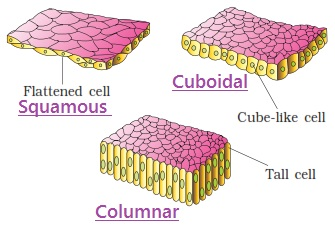 Flattened cell
Squamous
Cuboidal
Cube-like cell
Tall cell
Columnar